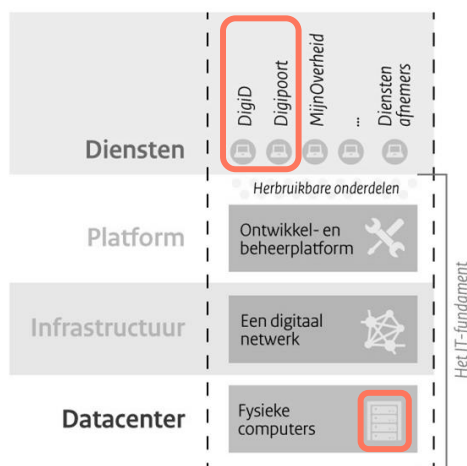 Diensten
DigiD
Digipoort
MijnOverheid
...
Diensten
afnemers
Herbruikbare onderdelen
Platform
Ontwikkel- en
beheerplatform
Infrastructuur
Een digitaal
netwerk
Datacenter
Fysieke
computers
Het IT-fundament